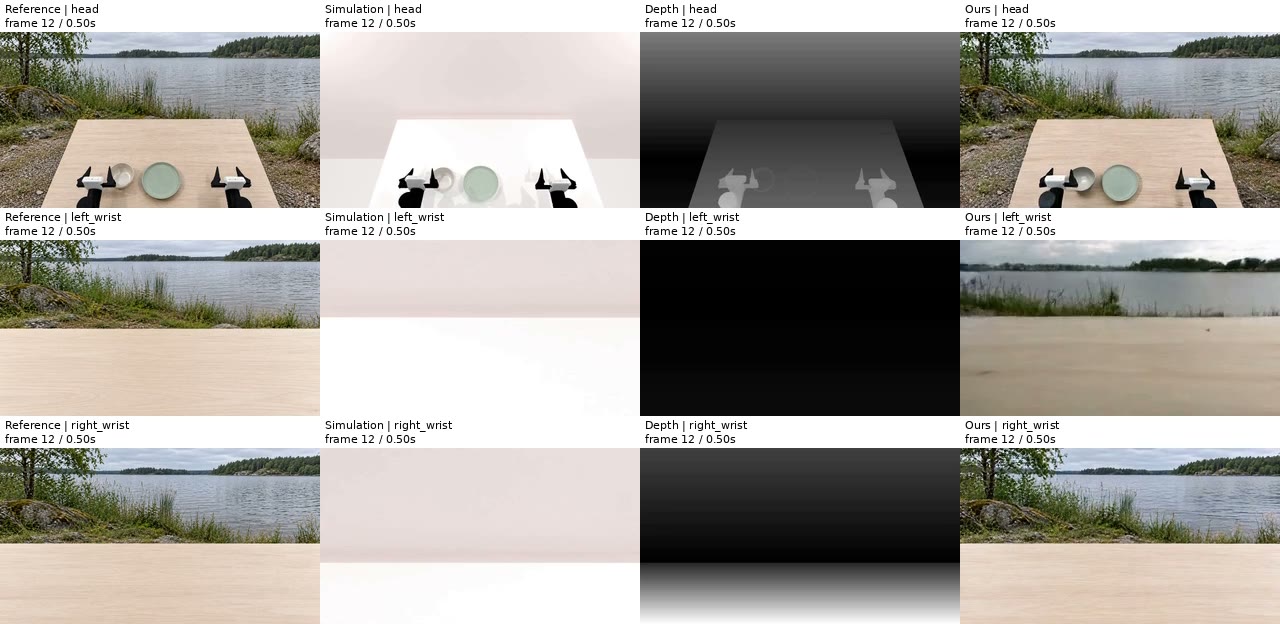 Reference | head
frame 12 / 0.50s
Simulation | head
frame 12 / 0.50s
Depth | head
frame 12 / 0.50s
Ours | head
frame 12 / 0.50s
Reference | left_wrist
frame 12 / 0.50s
Simulation | left_wrist
frame 12 / 0.50s
Depth | left_wrist
frame 12 / 0.50s
Ours | left_wrist
frame 12 / 0.50s
Reference | right_wrist
frame 12 / 0.50s
Simulation | right_wrist
frame 12 / 0.50s
Depth | right_wrist
frame 12 / 0.50s
Ours | right_wrist
frame 12 / 0.50s